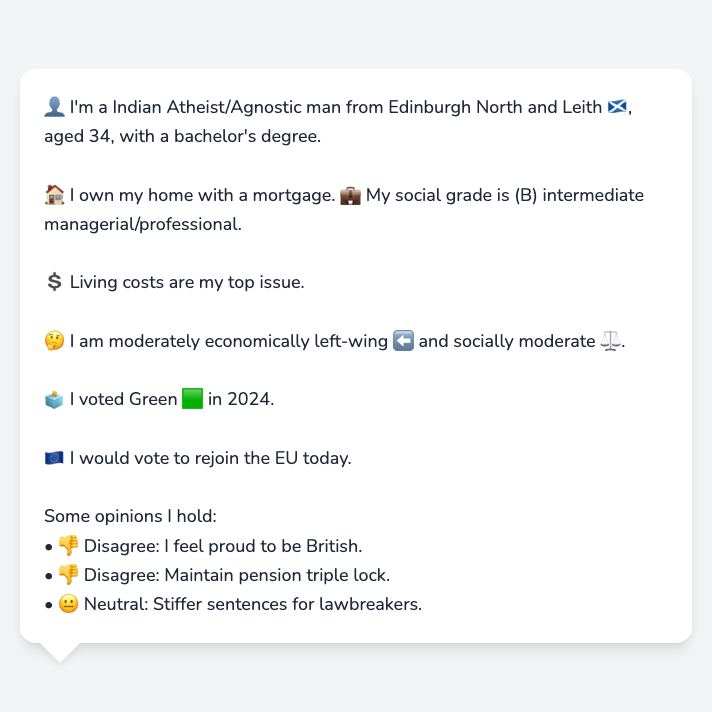 👤 I'm a Indian Atheist/Agnostic man from Edinburgh North and Leith 🏴󠁧󠁢󠁳󠁣󠁴󠁿,
aged 34, with a bachelor's degree.
🏠 I own my home with a mortgage. 💼 My social grade is (B) intermediate
managerial/professional.
💲 Living costs are my top issue.
🤔 I am moderately economically left-wing ⬅️ and socially moderate ⚖️.
🗳️ I voted Green 🟩 in 2024.
🇪🇺 I would vote to rejoin the EU today.
Some opinions I hold:
• 👎 Disagree: I feel proud to be British.
• 👎 Disagree: Maintain pension triple lock.
• 😐 Neutral: Stiffer sentences for lawbreakers.